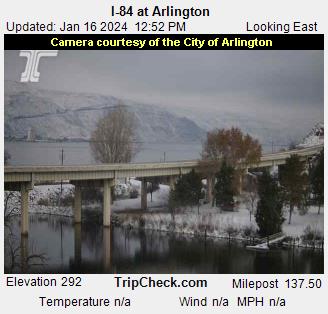 I-84 at Arlington
Updated: Jan 16 2024 12:52 PM Looking East
Camera courtesy of the City of Arlington
Elevation 292 TripCheck.com Milepost 137.50
Temperature n/a Wind n/a MPH n/a